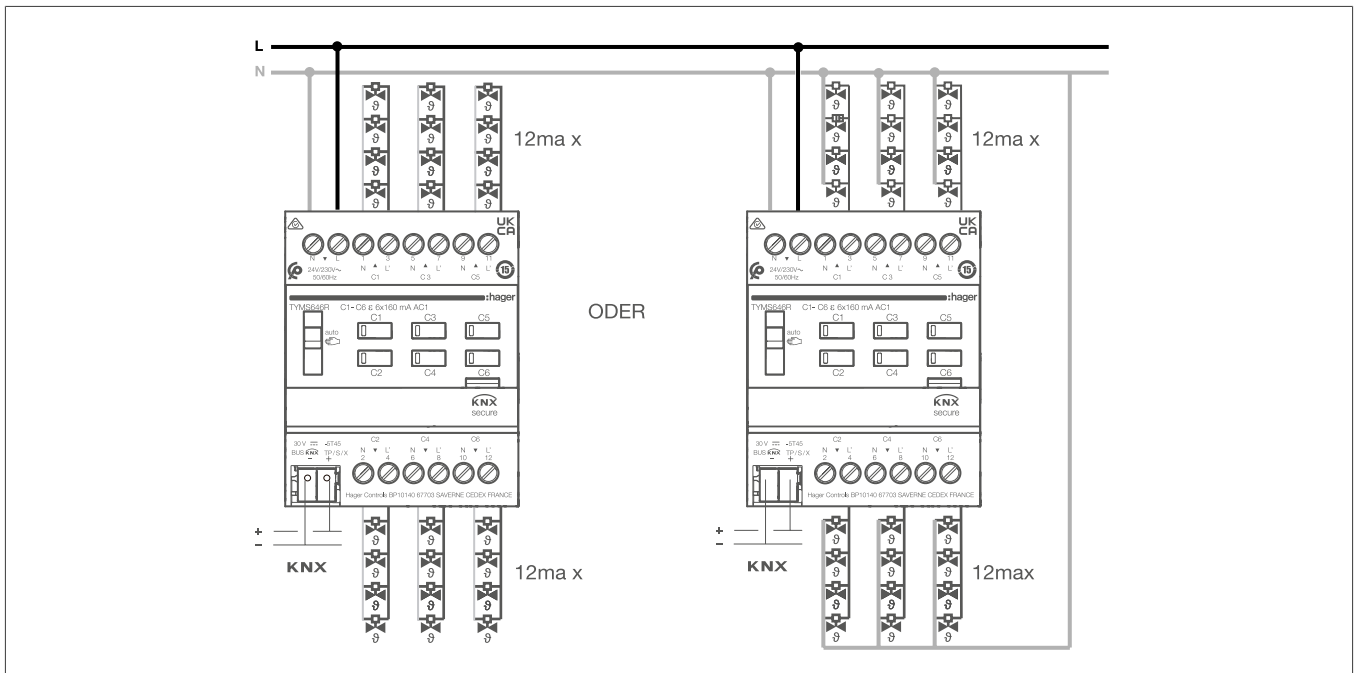 L
N
12ma x
12ma x
ϑ ϑ ϑ
ϑ ϑ ϑ
ϑ ϑ ϑ
ϑ ϑ ϑ
UK
CA
N ▼ L 1 3 5 7 9 11
24V/230V~
50/60Hz
N ▲ L' N ▲ L' N ▲ L'
C1 C3 C5
15
:hager
TYMS646R C1- C6 ε 6x160 mA AC1
auto
C1 C3 C5
C2 C4 C6
KNX
secure
C2 C4 C6
30 V -5T45
BUS KNX TP/S/X
- +
N ▼ L' N ▼ L' N ▼ L'
2 4 6 8 10 12
Hager Controls BP10140 67703 SAVERNE CEDEX FRANCE
+
-
KNX
ϑ ϑ ϑ
ϑ ϑ ϑ
ϑ ϑ ϑ
ϑ ϑ ϑ
12ma x
ODER
ϑ ϑ ϑ
ϑ ϑ ϑ
ϑ ϑ ϑ
ϑ ϑ ϑ
UK
CA
N ▼ L 1 3 5 7 9 11
24V/230V~
50/60Hz
N ▲ L' N ▲ L' N ▲ L'
C1 C3 C5
15
:hager
TYMS646R C1- C6 ε 6x160 mA AC1
auto
C1 C3 C5
C2 C4 C6
KNX
secure
C2 C4 C6
30 V -5T45
BUS KNX TP/S/X
- +
N ▼ L' N ▼ L' N ▼ L'
2 4 6 8 10 12
Hager Controls BP10140 67703 SAVERNE CEDEX FRANCE
+
-
KNX
ϑ ϑ ϑ
ϑ ϑ ϑ
ϑ ϑ ϑ
ϑ ϑ ϑ
12max